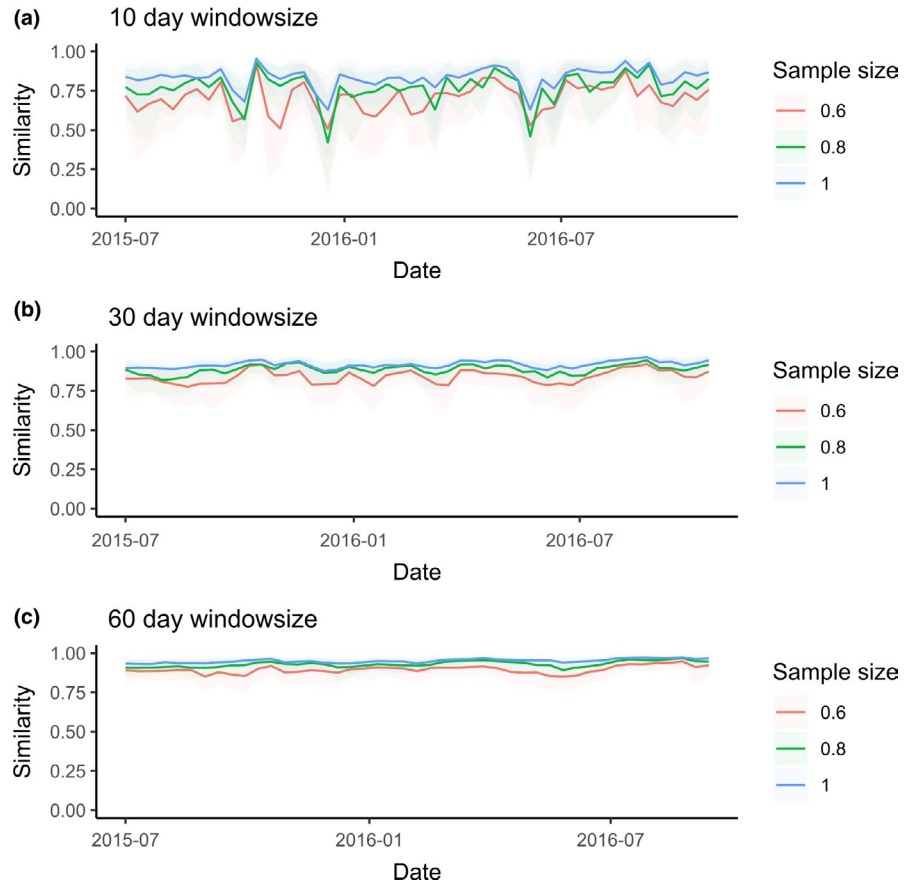 (a) 10 day windowsize
1.00
0.75
0.50
0.25
0.00
Similarity
2015-07 2016-01 2016-07
Date
Sample size
0.6
0.8
1
(b) 30 day windowsize
1.00
0.75
0.50
0.25
0.00
Similarity
2015-07 2016-01 2016-07
Date
Sample size
0.6
0.8
1
(c) 60 day windowsize
1.00
0.75
0.50
0.25
0.00
Similarity
2015-07 2016-01 2016-07
Date
Sample size
0.6
0.8
1